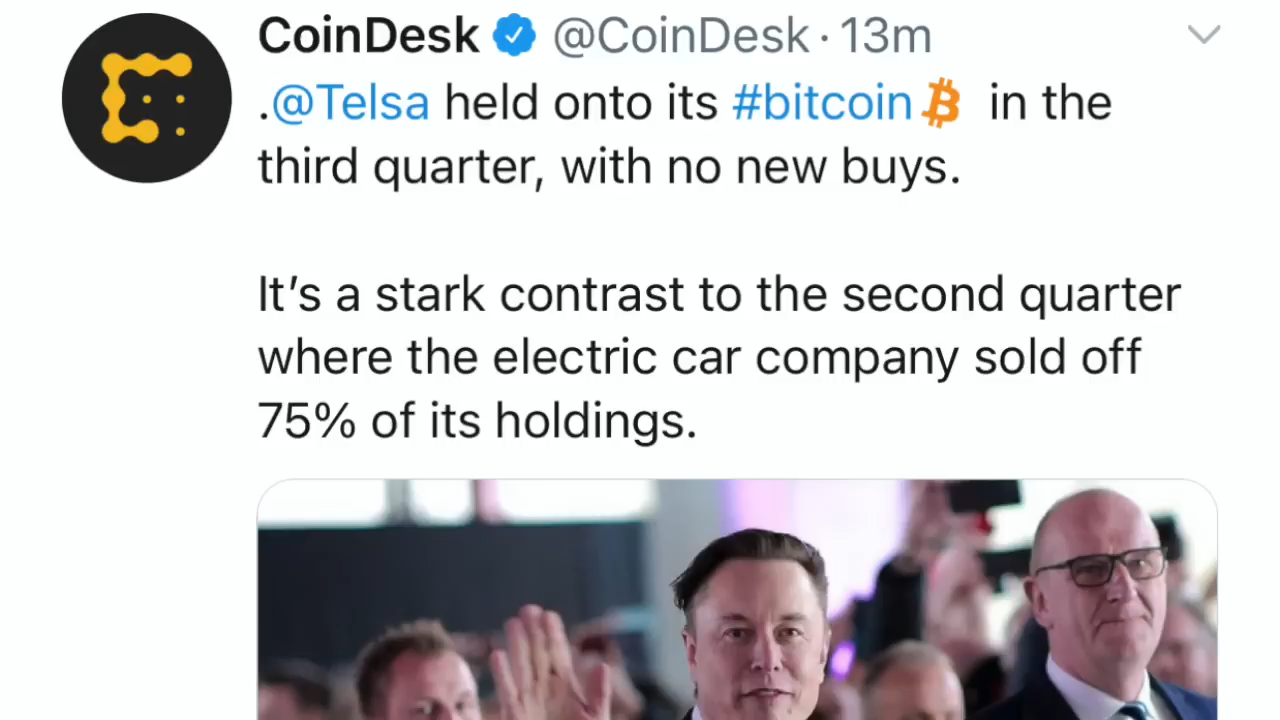 CoinDesk @CoinDesk · 13m
.@Telsa held onto its #bitcoin in the
third quarter, with no new buys.
It’s a stark contrast to the second quarter
where the electric car company sold off
75% of its holdings.